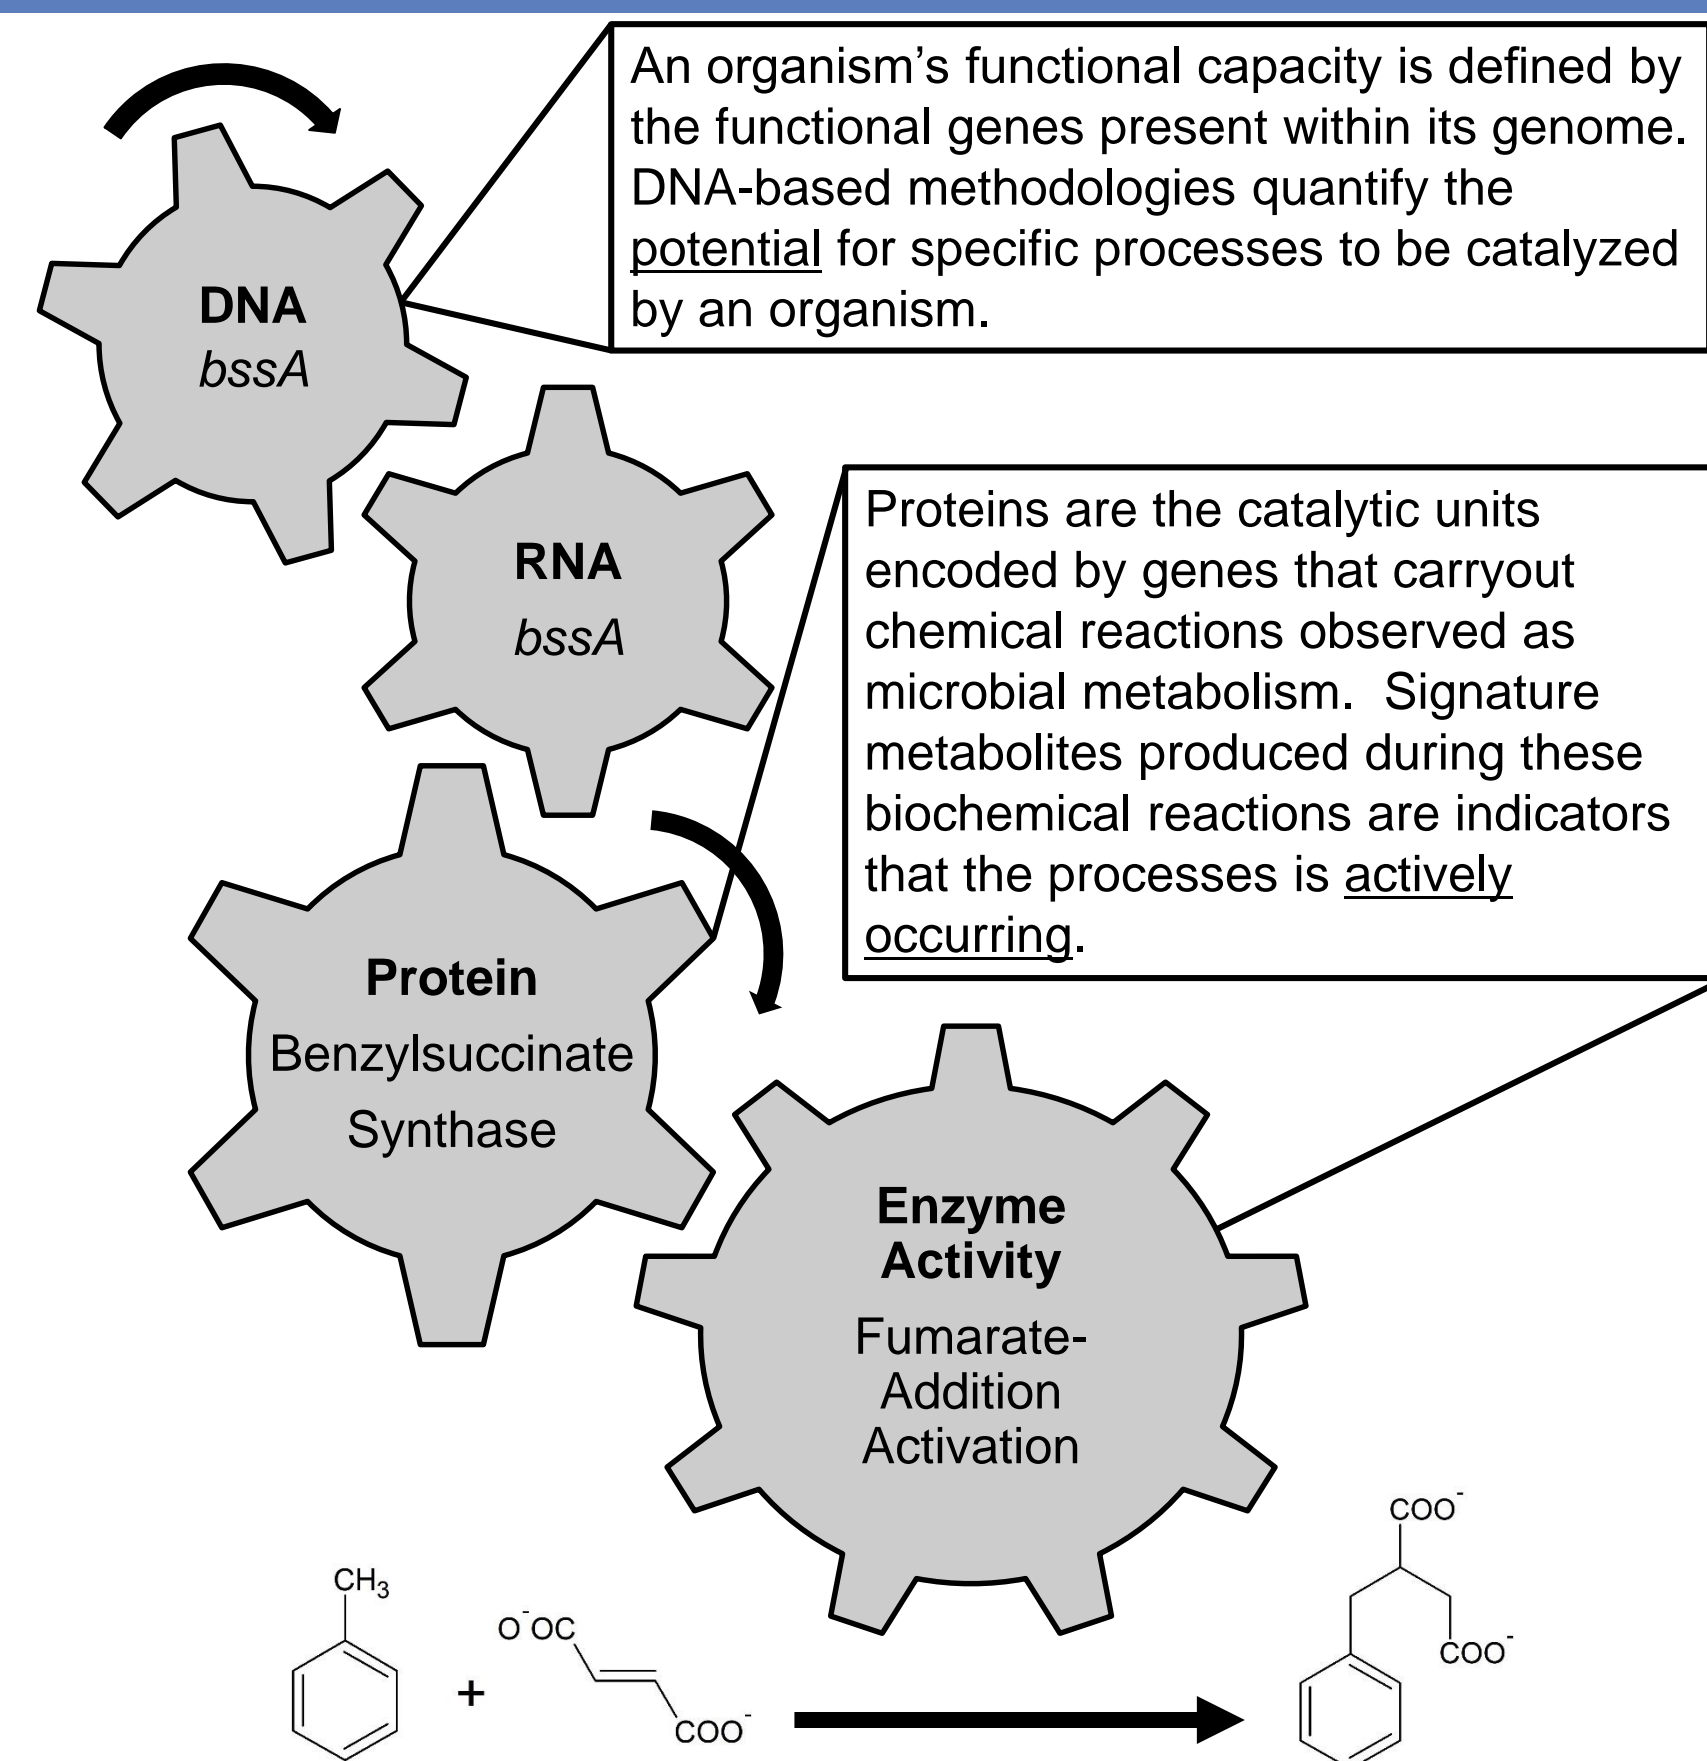 An organism's functional capacity is defined by
the functional genes present within its genome.
DNA-based methodologies quantify the
potential for specific processes to be catalyzed
by an organism.
DNA
bssA
RNA
bssA
Proteins are the catalytic units
encoded by genes that carryout
chemical reactions observed as
microbial metabolism.  Signature
metabolites produced during these
biochemical reactions are indicators
that the processes is actively
occurring.
Protein
Benzylsuccinate
Synthase
Enzyme
Activity
Fumarate-
Addition
Activation
CH₃
+
O⁻OC
COO⁻
COO⁻
COO⁻